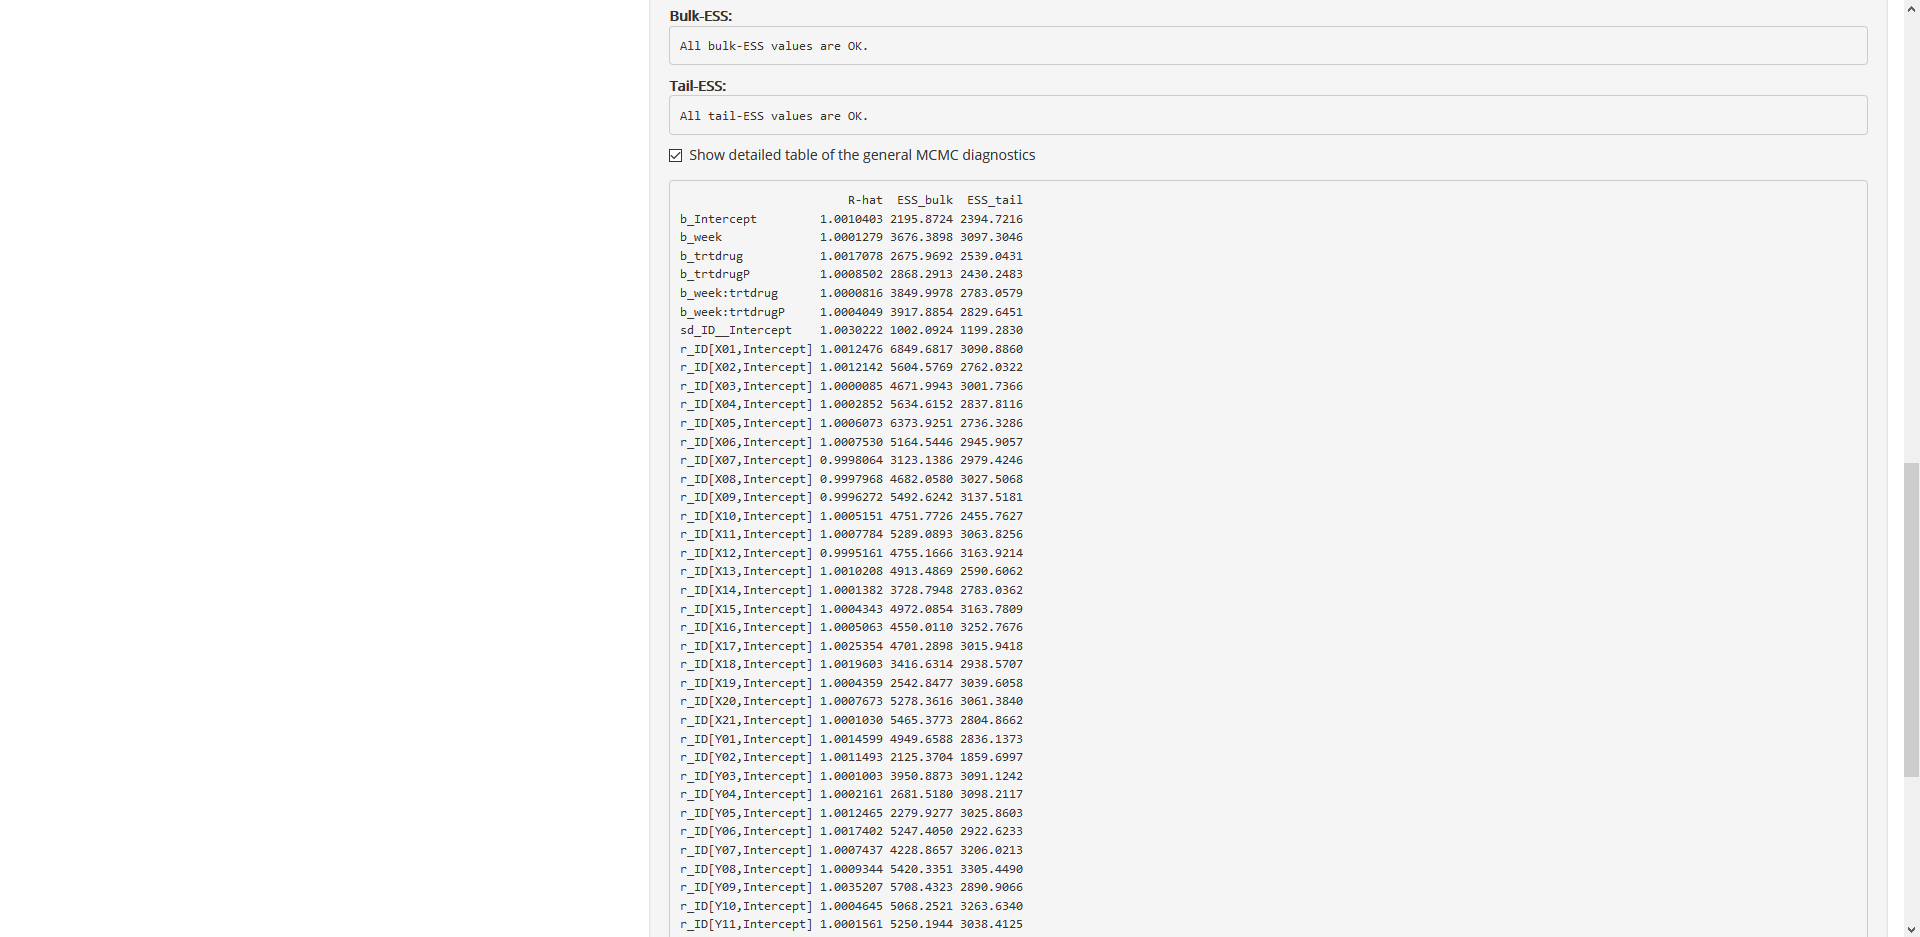 Bulk-ESS:
All bulk-ESS values are OK.
Tail-ESS:
All tail-ESS values are OK.
Show detailed table of the general MCMC diagnostics
R-hat ESS_bulk ESS_tail
b_Intercept 1.0010403 2195.8724 2394.7216
b_week 1.0001279 3676.3898 3097.3046
b_trtdrug 1.0017078 2675.9692 2539.0431
b_trtdrugP 1.0008502 2868.2913 2430.2483
b_week:trtdrug 1.0000816 3849.9978 2783.0579
b_week:trtdrugP 1.0004049 3917.8854 2829.6451
sd_ID__Intercept 1.0030222 1002.0924 1199.2830
r_ID[X01,Intercept] 1.0012476 6849.6817 3090.8860
r_ID[X02,Intercept] 1.0012142 5604.5769 2762.0322
r_ID[X03,Intercept] 1.0000085 4671.9943 3001.7366
r_ID[X04,Intercept] 1.0002852 5634.6152 2837.8116
r_ID[X05,Intercept] 1.0006073 6373.9251 2736.3286
r_ID[X06,Intercept] 1.0007530 5164.5446 2945.9057
r_ID[X07,Intercept] 0.9998064 3123.1386 2979.4246
r_ID[X08,Intercept] 0.9997968 4682.0580 3027.5068
r_ID[X09,Intercept] 0.9996272 5492.6242 3137.5181
r_ID[X10,Intercept] 1.0005151 4751.7726 2455.7627
r_ID[X11,Intercept] 1.0007784 5289.0893 3063.8256
r_ID[X12,Intercept] 0.9995161 4755.1666 3163.9214
r_ID[X13,Intercept] 1.0010208 4913.4869 2590.6062
r_ID[X14,Intercept] 1.0001382 3728.7948 2783.0362
r_ID[X15,Intercept] 1.0004343 4972.0854 3163.7809
r_ID[X16,Intercept] 1.0005063 4550.0110 3252.7676
r_ID[X17,Intercept] 1.0025354 4701.2898 3015.9418
r_ID[X18,Intercept] 1.0019603 3416.6314 2938.5707
r_ID[X19,Intercept] 1.0004359 2542.8477 3039.6058
r_ID[X20,Intercept] 1.0007673 5278.3616 3061.3840
r_ID[X21,Intercept] 1.0001030 5465.3773 2804.8662
r_ID[Y01,Intercept] 1.0014599 4949.6588 2836.1373
r_ID[Y02,Intercept] 1.0011493 2125.3704 1859.6997
r_ID[Y03,Intercept] 1.0001003 3950.8873 3091.1242
r_ID[Y04,Intercept] 1.0002161 2681.5180 3098.2117
r_ID[Y05,Intercept] 1.0012465 2279.9277 3025.8603
r_ID[Y06,Intercept] 1.0017402 5247.4050 2922.6233
r_ID[Y07,Intercept] 1.0007437 4228.8657 3206.0213
r_ID[Y08,Intercept] 1.0009344 5420.3351 3305.4490
r_ID[Y09,Intercept] 1.0035207 5708.4323 2890.9066
r_ID[Y10,Intercept] 1.0004645 5068.2521 3263.6340
r_ID[Y11,Intercept] 1.0001561 5250.1944 3038.4125